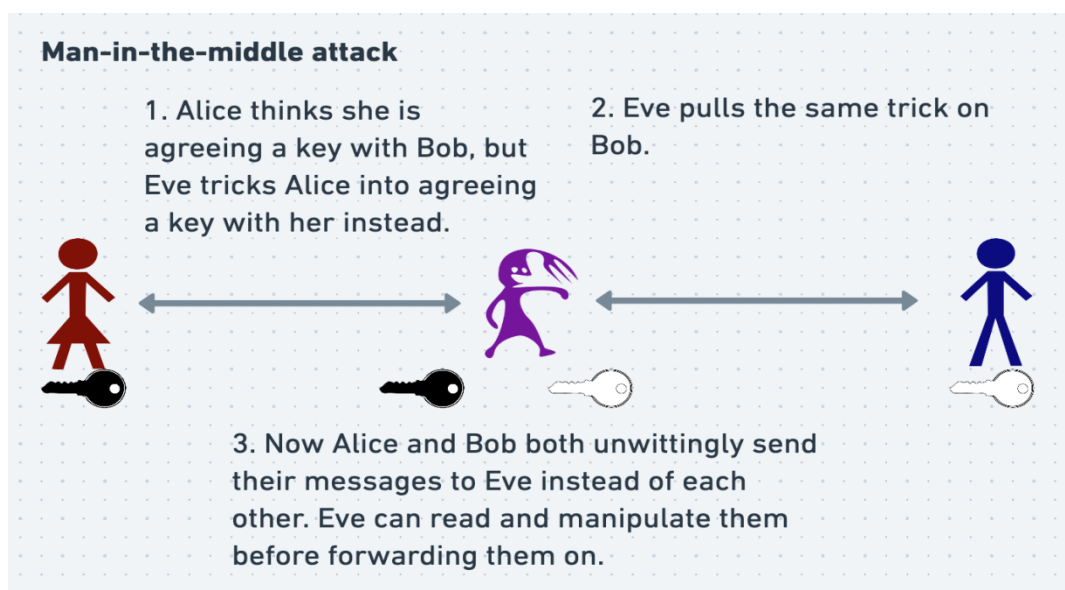 Man-in-the-middle attack
1. Alice thinks she is
agreeing a key with Bob, but
Eve tricks Alice into agreeing
a key with her instead.
2. Eve pulls the same trick on
Bob.
3. Now Alice and Bob both unwittingly send
their messages to Eve instead of each
other. Eve can read and manipulate them
before forwarding them on.